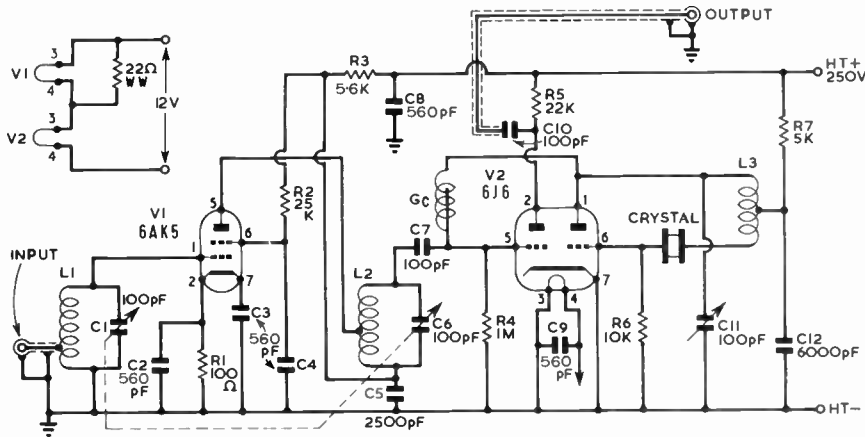 OUTPUT
3
V1
4
22Ω
WW
12V
3
V2
4
R3
5·6K
C8
560pF
R5
22K
C10
100pF
HT+
250V
R7
5K
L3
V2
6J6
GC
2
1
CRYSTAL
R2
25
K
5
V1
6AK5
6
1
2
7
INPUT
L1
100pF
C1
C3
560
pF
C4
C2
560
pF
R1
100
Ω
L2
C7
100pF
C6
100pF
C5
2500pF
5
6
7
3
4
R4
1M
C9
560
pF
R6
10K
C11
100pF
C12
6000pF
HT-